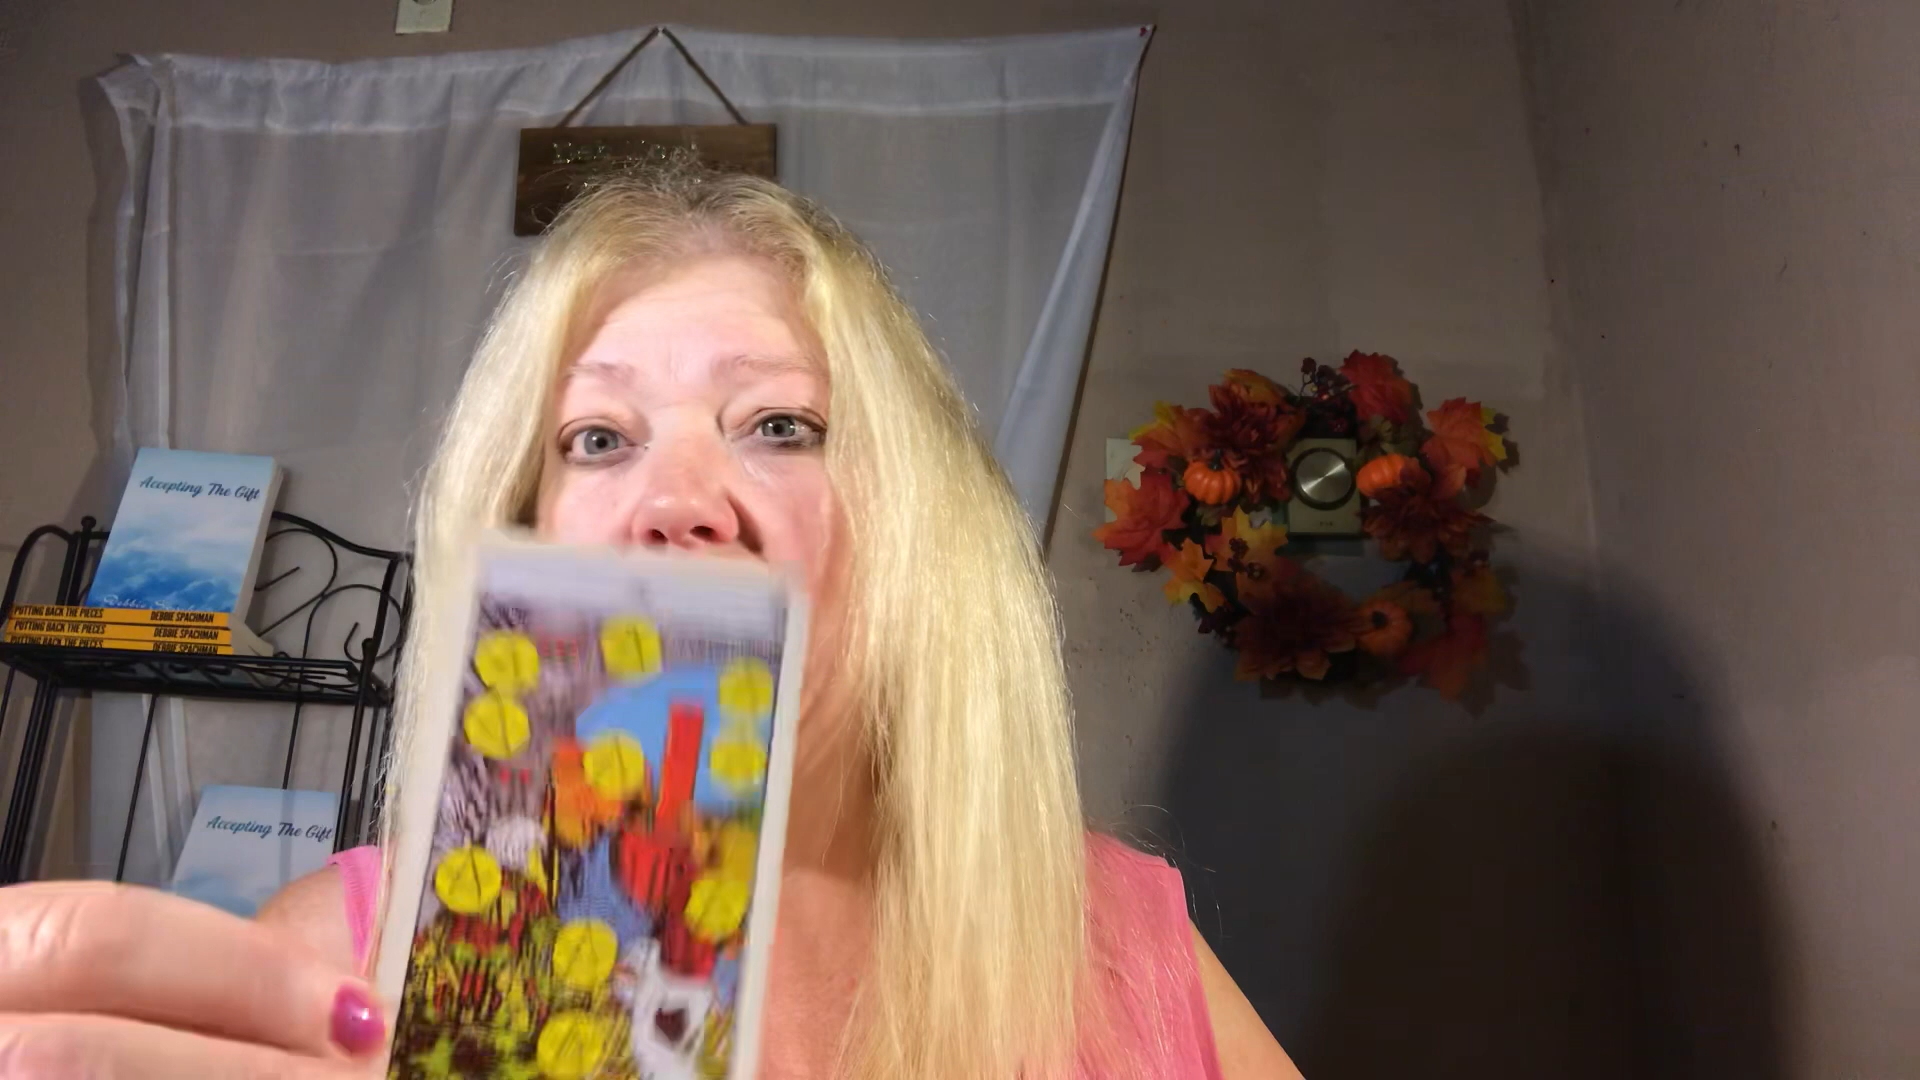 Accepting The Gift
PUTTING BACK THE PIECES DEBBIE SPACHMAN
PUTTING BACK THE PIECES DEBBIE SPACHMAN
PUTTING BACK THE PIECES DEBBIE SPACHMAN
Accepting The Gift